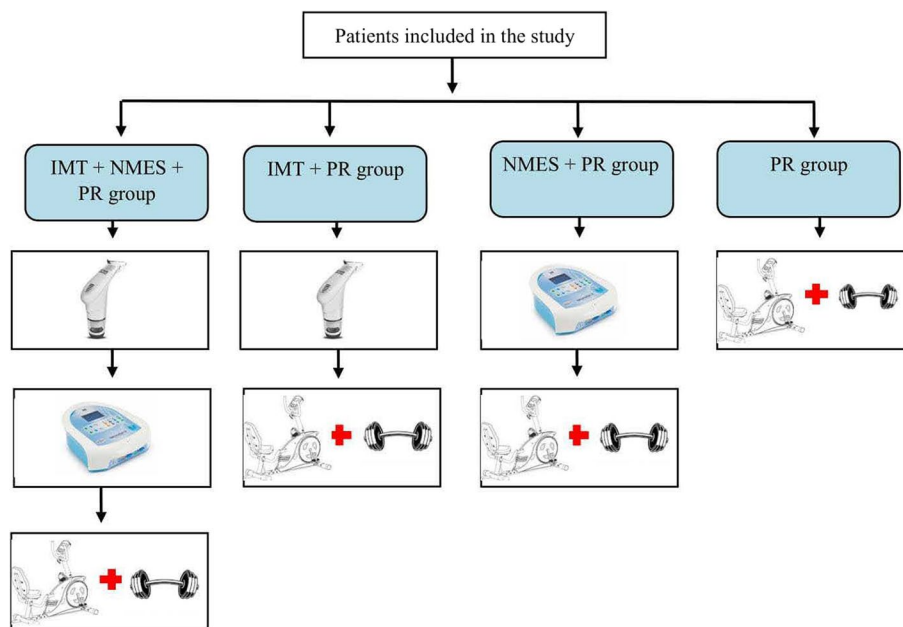 Patients included in the study
IMT + NMES +
PR group
IMT + PR group
NMES + PR group
PR group